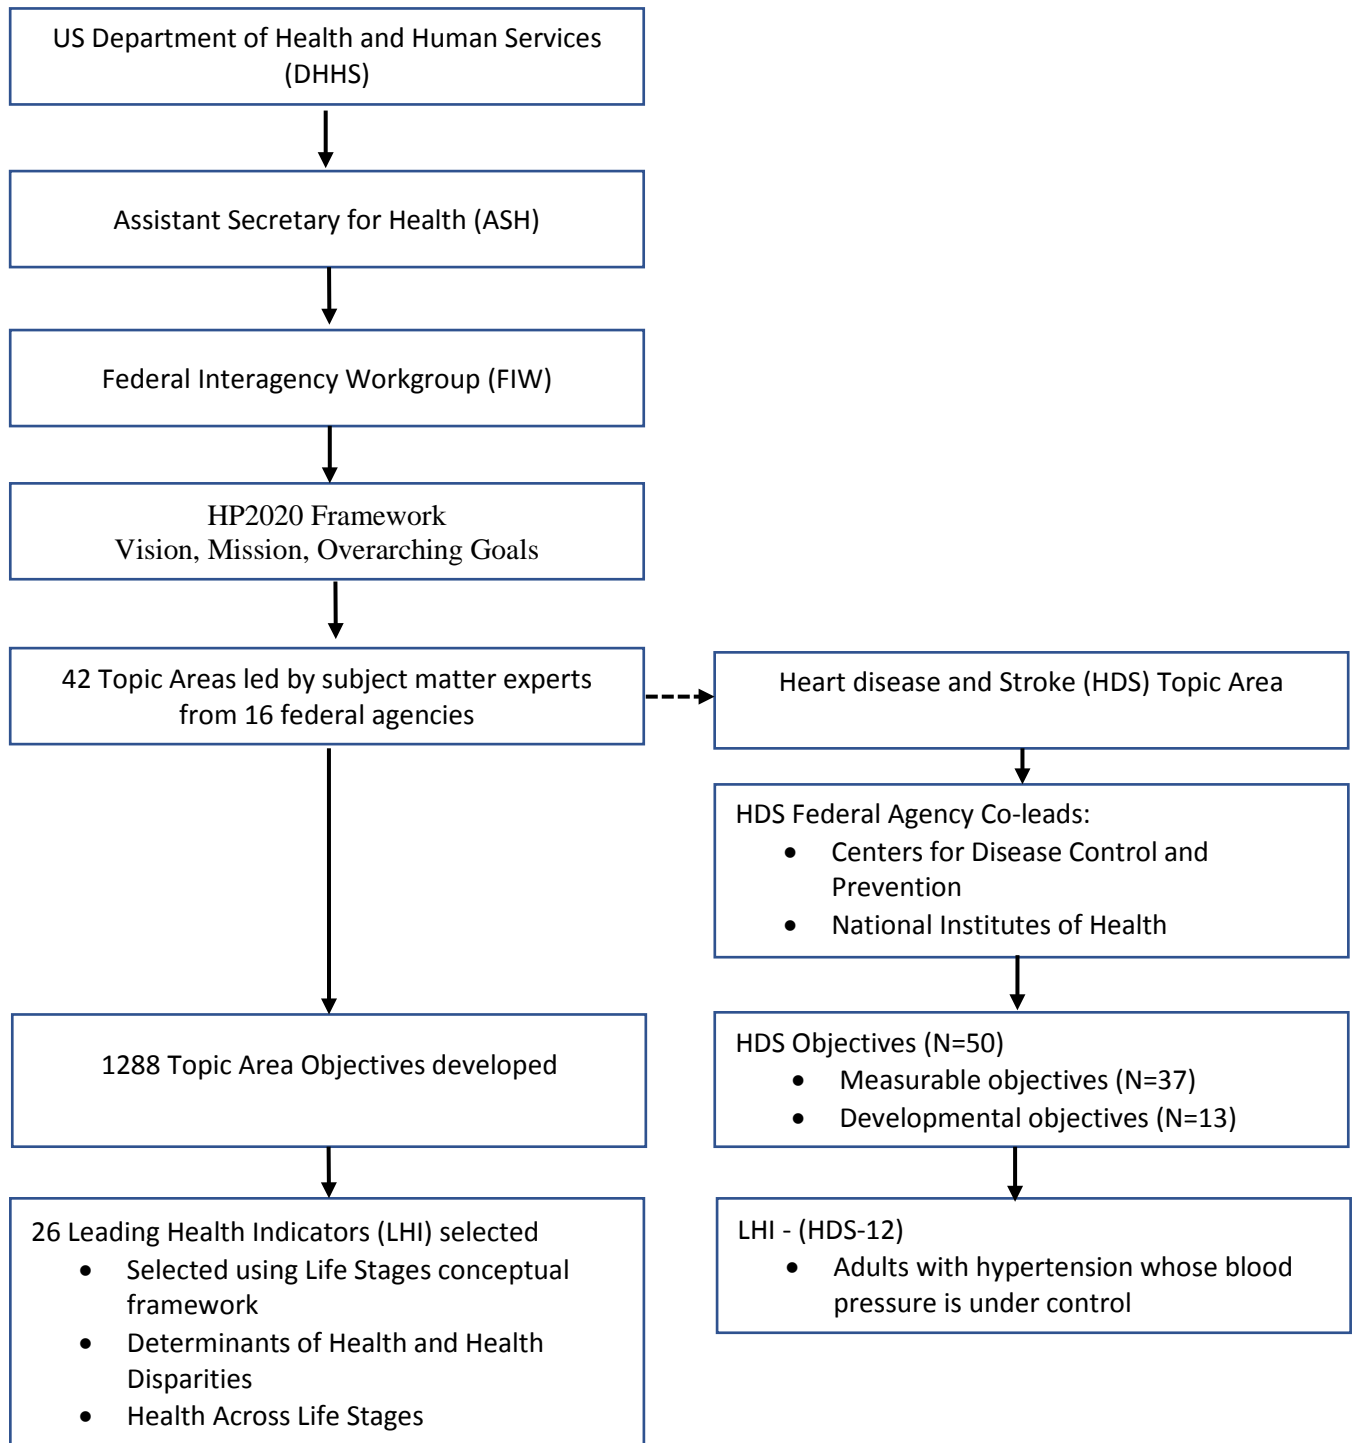 US Department of Health and Human Services
(DHHS)
Assistant Secretary for Health (ASH)
Federal Interagency Workgroup (FIW)
HP2020 Framework
Vision, Mission, Overarching Goals
42 Topic Areas led by subject matter experts
from 16 federal agencies
1288 Topic Area Objectives developed
26 Leading Health Indicators (LHI) selected
• Selected using Life Stages conceptual
framework
• Determinants of Health and Health
Disparities
• Health Across Life Stages
Heart disease and Stroke (HDS) Topic Area
HDS Federal Agency Co-leads:
• Centers for Disease Control and
Prevention
• National Institutes of Health
HDS Objectives (N=50)
• Measurable objectives (N=37)
• Developmental objectives (N=13)
LHI - (HDS-12)
• Adults with hypertension whose blood
pressure is under control